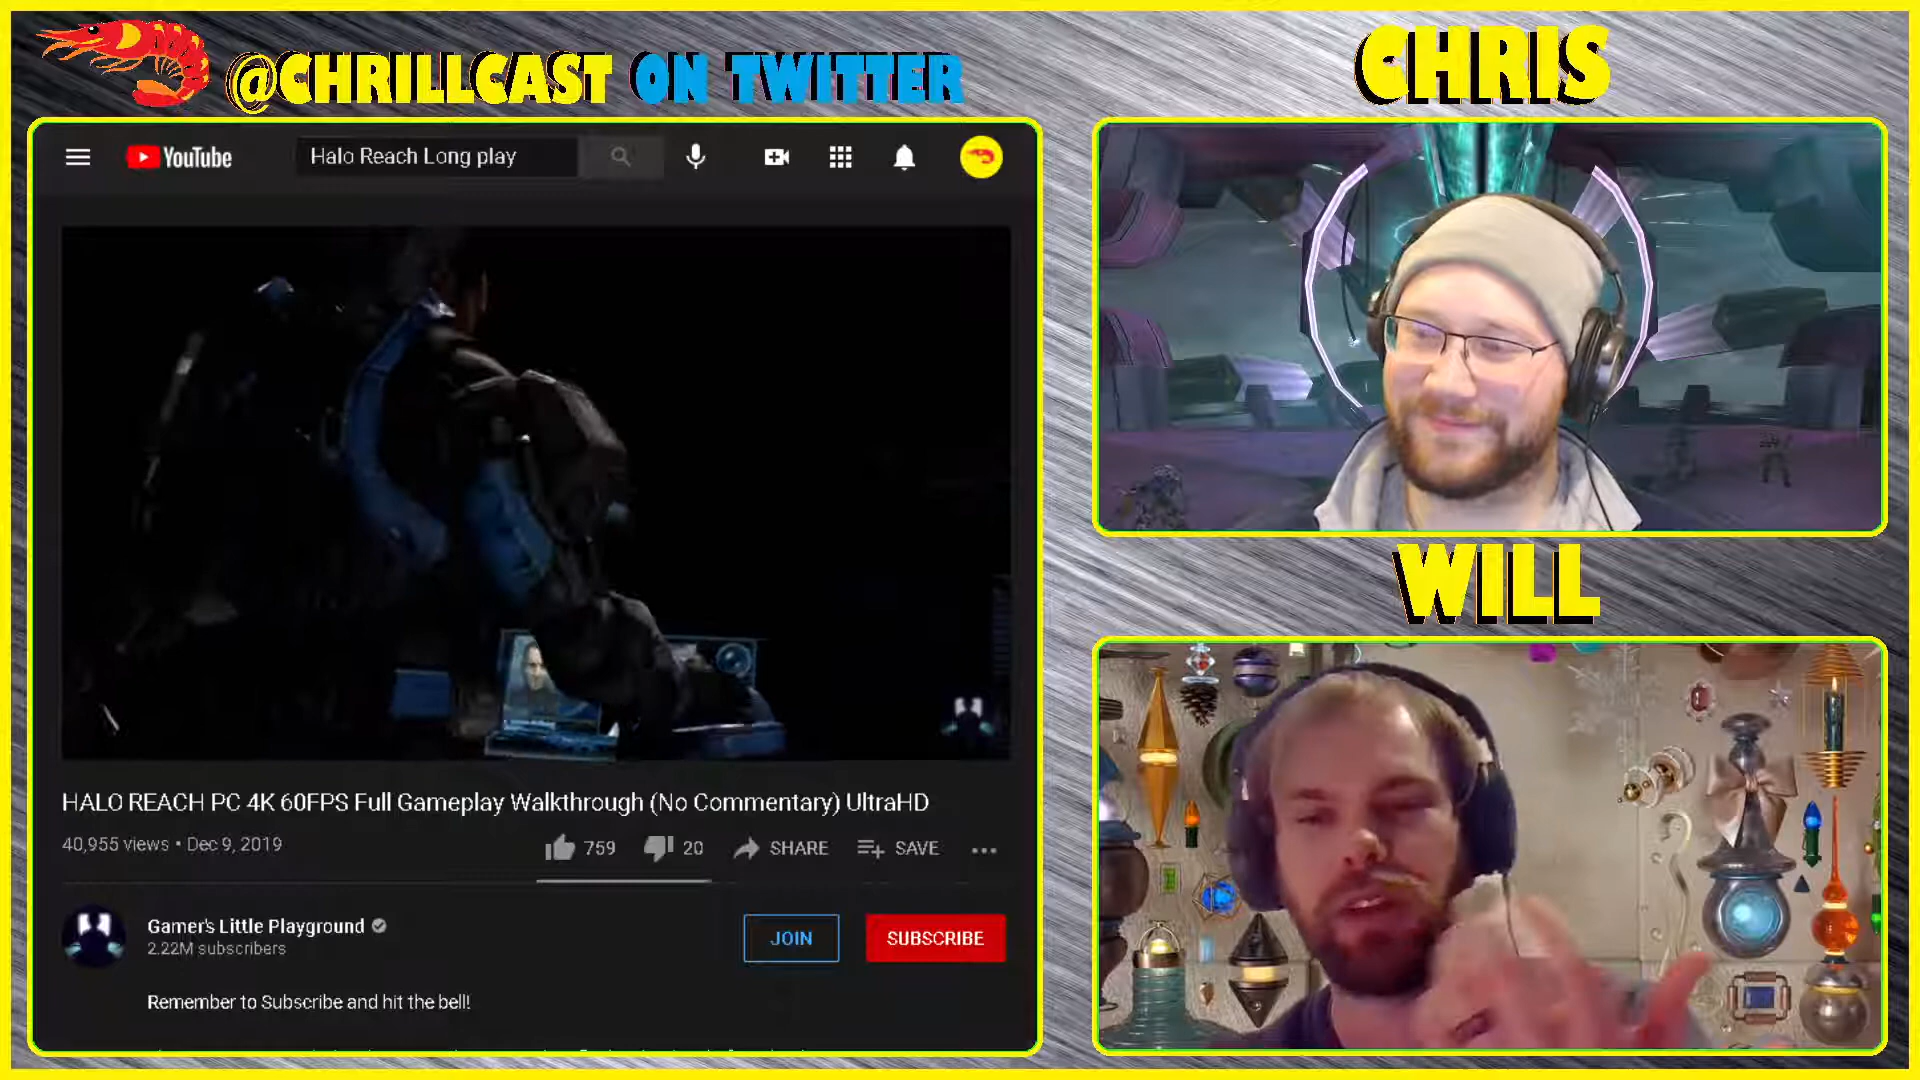 @CHRILLCAST ON TWITTER
CHRIS
YouTube
Halo Reach Long play
WILL
HALO REACH PC 4K 60FPS Full Gameplay Walkthrough (No Commentary) UltraHD
40,955 views • Dec 9, 2019
759
20
SHARE
SAVE
Gamer's Little Playground
2.22M subscribers
JOIN
SUBSCRIBE
Remember to Subscribe and hit the bell!